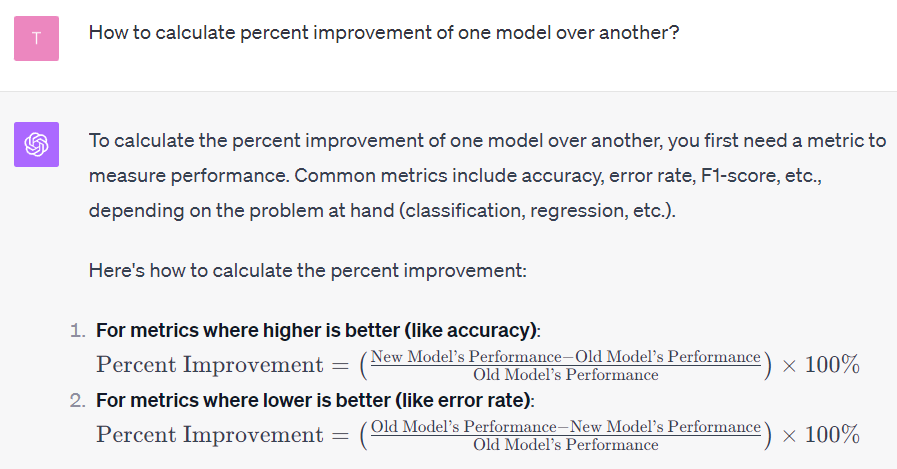 T
How to calculate percent improvement of one model over another?
To calculate the percent improvement of one model over another, you first need a metric to
measure performance. Common metrics include accuracy, error rate, F1-score, etc.,
depending on the problem at hand (classification, regression, etc.).
Here's how to calculate the percent improvement:
1. For metrics where higher is better (like accuracy):
Percent Improvement = (New Model's Performance−Old Model's Performance / Old Model's Performance) × 100%
2. For metrics where lower is better (like error rate):
Percent Improvement = (Old Model's Performance−New Model's Performance / Old Model's Performance) × 100%